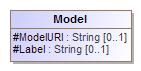 Model
#ModelURI : String [0..1]
#Label : String [0..1]